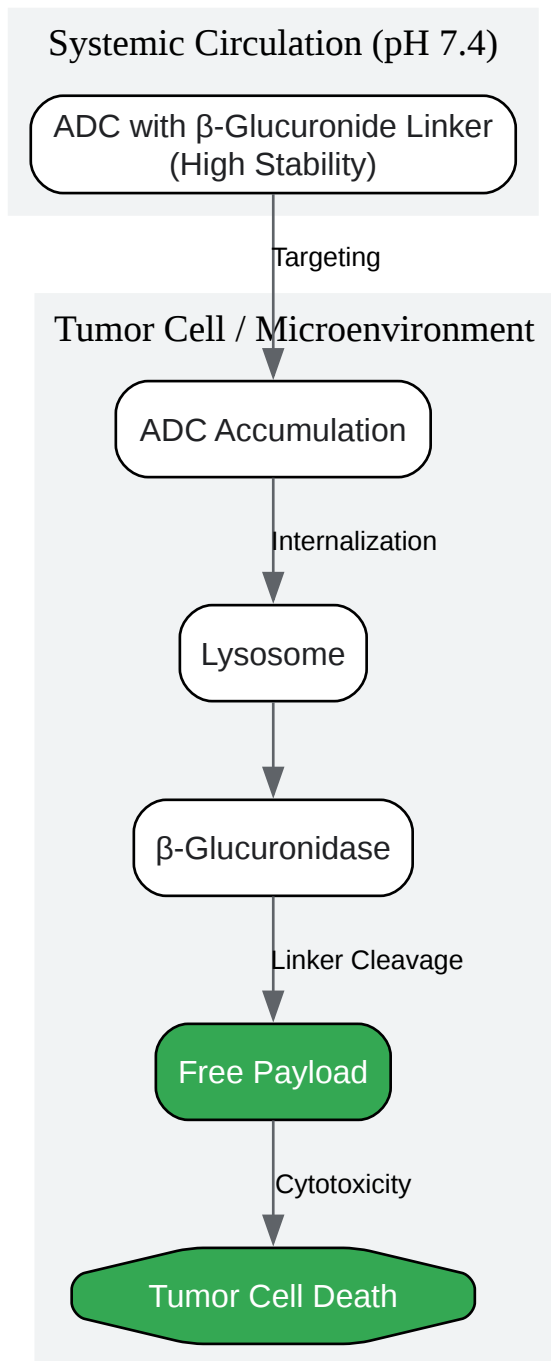 Systemic Circulation (pH 7.4)
ADC with β-Glucuronide Linker
(High Stability)
Targeting
Tumor Cell / Microenvironment
ADC Accumulation
Internalization
Lysosome
β-Glucuronidase
Linker Cleavage
Free Payload
Cytotoxicity
Tumor Cell Death